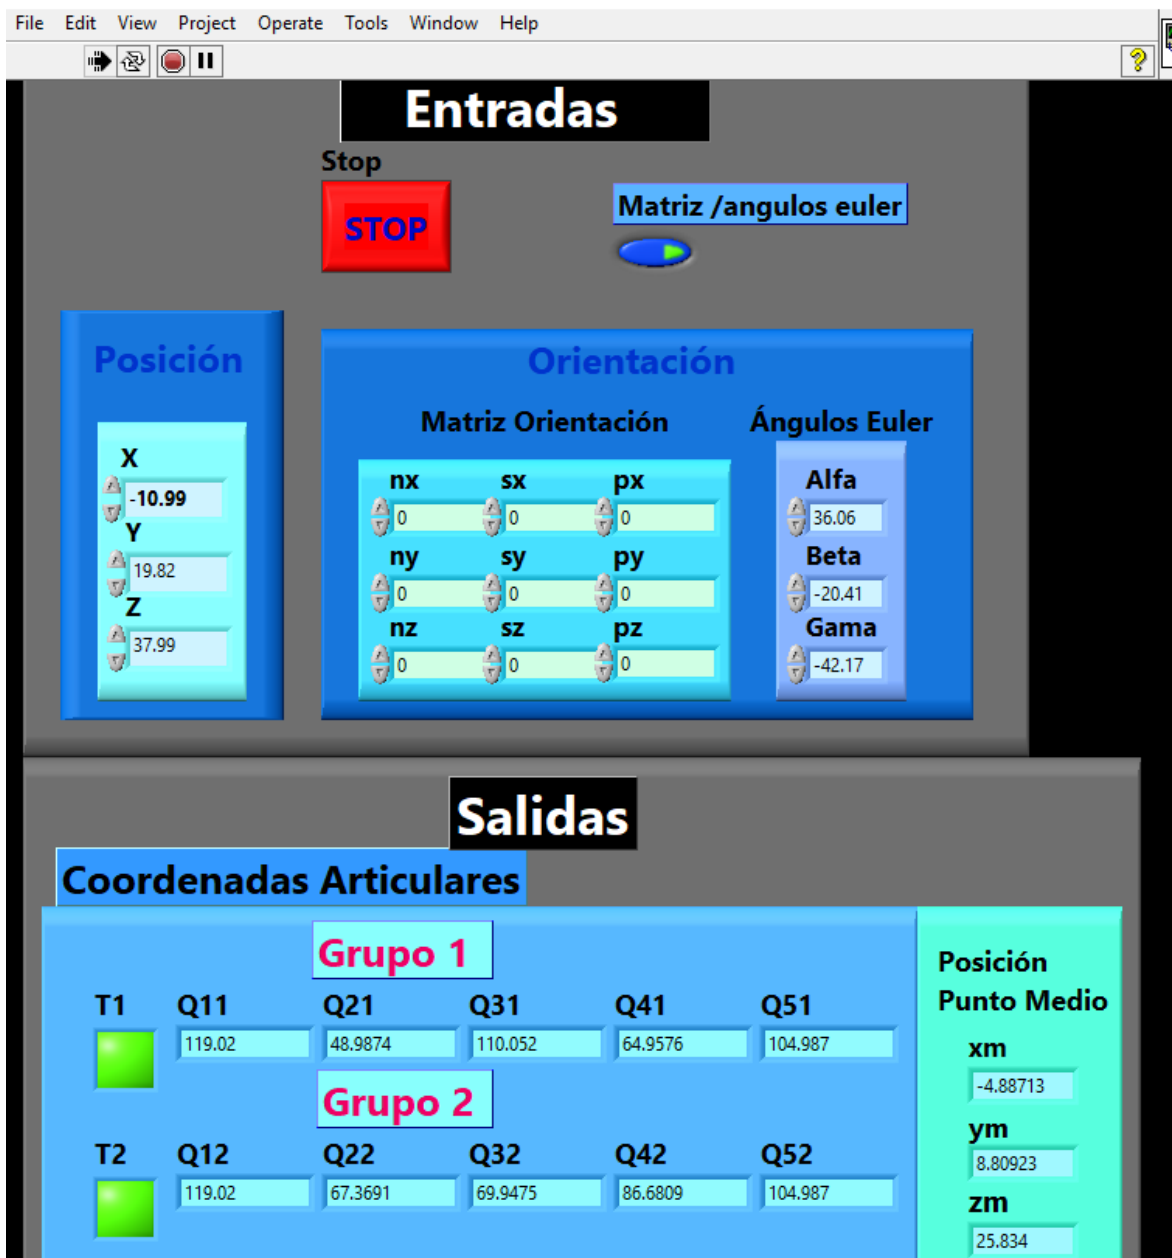 File Edit View Project Operate Tools Window Help
?
Entradas
Stop
STOP
Matriz /angulos euler
Posición
Orientación
Matriz Orientación
Ángulos Euler
X
-10.99
Y
19.82
Z
37.99
nx sx px
0 0 0
ny sy py
0 0 0
nz sz pz
0 0 0
Alfa
36.06
Beta
-20.41
Gama
-42.17
Salidas
Coordenadas Articulares
Grupo 1
T1 Q11 Q21 Q31 Q41 Q51
119.02 48.9874 110.052 64.9576 104.987
Grupo 2
T2 Q12 Q22 Q32 Q42 Q52
119.02 67.3691 69.9475 86.6809 104.987
Posición
Punto Medio
xm
-4.88713
ym
8.80923
zm
25.834